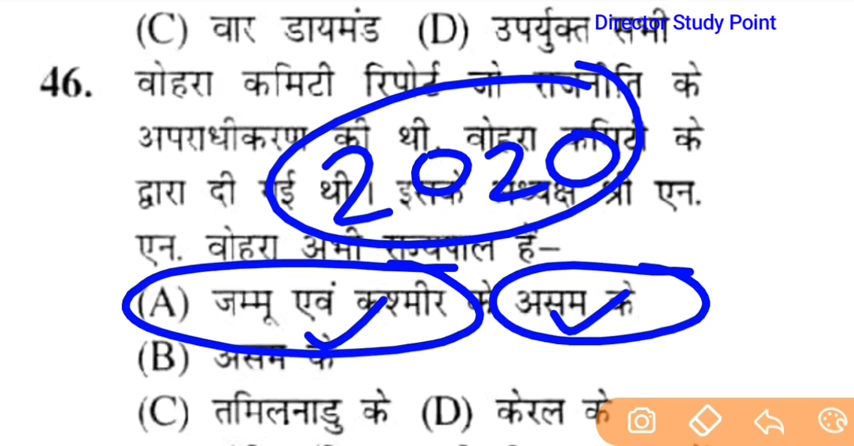 (C) वार डायमंड (D) उपर्युक्त सभी
Director Study Point
46. वोहरा कमिटी रिपोर्ट जो राजनीति के
अपराधीकरण की थी, वोहरा कमिटी के
द्वारा दी गई थी। इसके अध्यक्ष श्री एन.
2020
एन. वोहरा अभी राज्यपाल हैं–
(A) जम्मू एवं कश्मीर के असम के
(B) असम के
(C) तमिलनाडु के (D) केरल के